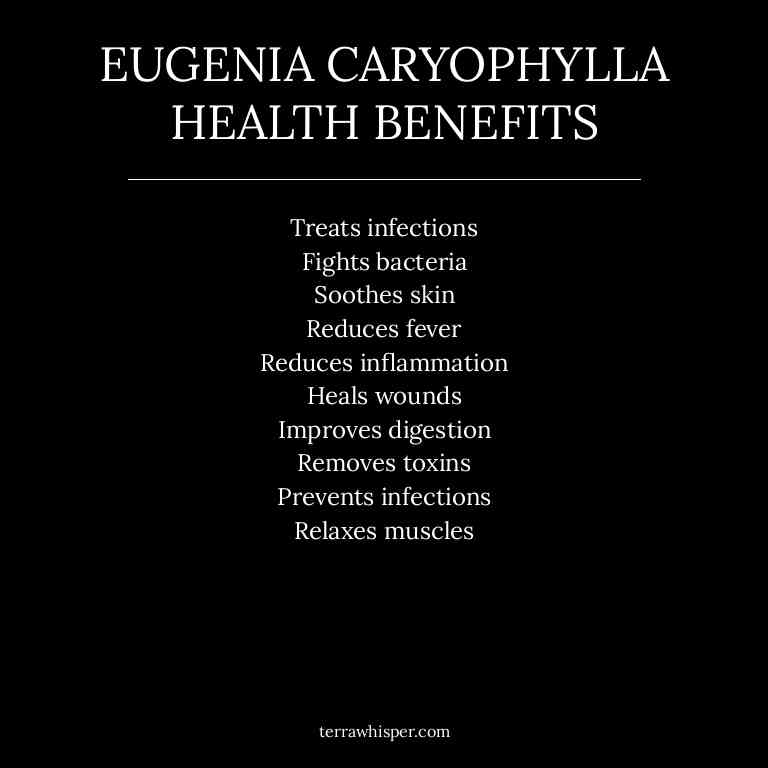 EUGENIA CARYOPHYLLA
HEALTH BENEFITS
Treats infections
Fights bacteria
Soothes skin
Reduces fever
Reduces inflammation
Heals wounds
Improves digestion
Removes toxins
Prevents infections
Relaxes muscles
terrawhisper.com